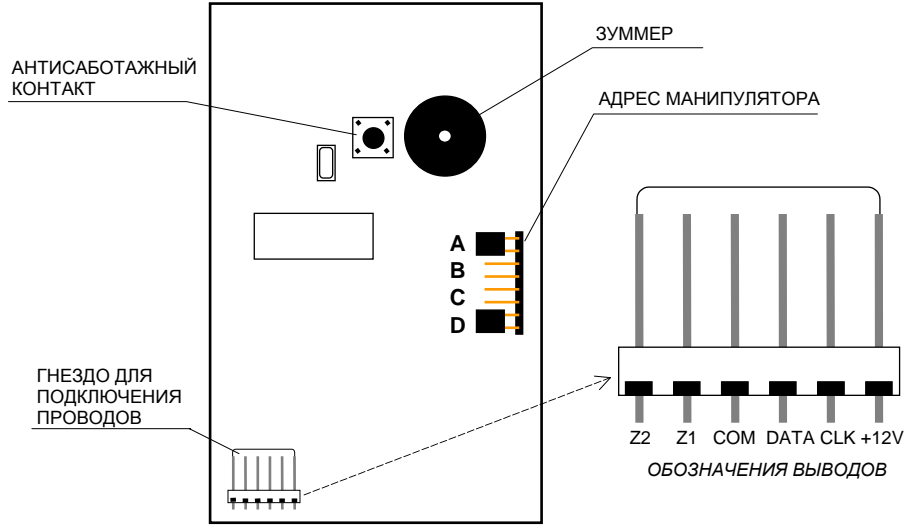 ЗУММЕР
АНТИСАБОТАЖНЫЙ
КОНТАКТ
АДРЕС МАНИПУЛЯТОРА
A
B
C
D
ГНЕЗДО ДЛЯ
ПОДКЛЮЧЕНИЯ
ПРОВОДОВ
Z2 Z1 COM DATA CLK +12V
ОБОЗНАЧЕНИЯ ВЫВОДОВ